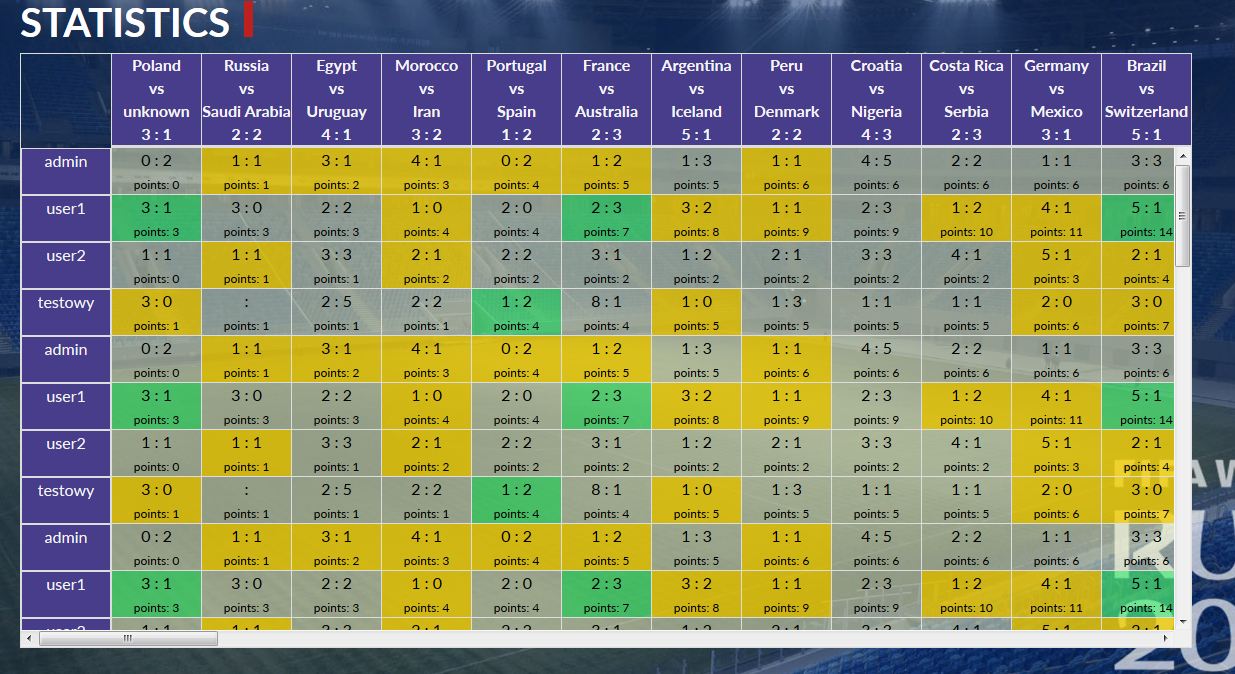 STATISTICS
Poland vs unknown 3 : 1 Russia vs Saudi Arabia 2 : 2 Egypt vs Uruguay 4 : 1 Morocco vs Iran 3 : 2 Portugal vs Spain 1 : 2 France vs Australia 2 : 3 Argentina vs Iceland 5 : 1 Peru vs Denmark 2 : 2 Croatia vs Nigeria 4 : 3 Costa Rica vs Serbia 2 : 3 Germany vs Mexico 3 : 1 Brazil vs Switzerland 5 : 1
admin 0 : 2 1 : 1 3 : 1 4 : 1 0 : 2 1 : 2 1 : 3 1 : 1 4 : 5 2 : 2 1 : 1 3 : 3
points: 0 points: 1 points: 2 points: 3 points: 4 points: 5 points: 5 points: 6 points: 6 points: 6 points: 6 points: 6
user1 3 : 1 3 : 0 2 : 2 1 : 0 2 : 0 2 : 3 3 : 2 1 : 1 2 : 3 1 : 2 4 : 1 5 : 1
points: 3 points: 3 points: 3 points: 4 points: 4 points: 7 points: 8 points: 9 points: 9 points: 10 points: 11 points: 14
user2 1 : 1 1 : 1 3 : 3 2 : 1 2 : 2 3 : 1 1 : 2 2 : 1 3 : 3 4 : 1 5 : 1 2 : 1
points: 0 points: 1 points: 1 points: 2 points: 2 points: 2 points: 2 points: 2 points: 2 points: 2 points: 3 points: 4
testowy 3 : 0 : 2 : 5 2 : 2 1 : 2 8 : 1 1 : 0 1 : 3 1 : 1 1 : 1 2 : 0 3 : 0
points: 1 points: 1 points: 1 points: 1 points: 4 points: 4 points: 5 points: 5 points: 5 points: 5 points: 6 points: 7
admin 0 : 2 1 : 1 3 : 1 4 : 1 0 : 2 1 : 2 1 : 3 1 : 1 4 : 5 2 : 2 1 : 1 3 : 3
points: 0 points: 1 points: 2 points: 3 points: 4 points: 5 points: 5 points: 6 points: 6 points: 6 points: 6 points: 6
user1 3 : 1 3 : 0 2 : 2 1 : 0 2 : 0 2 : 3 3 : 2 1 : 1 2 : 3 1 : 2 4 : 1 5 : 1
points: 3 points: 3 points: 3 points: 4 points: 4 points: 7 points: 8 points: 9 points: 9 points: 10 points: 11 points: 14
user2 1 : 1 1 : 1 3 : 3 2 : 1 2 : 2 3 : 1 1 : 2 2 : 1 3 : 3 4 : 1 5 : 1 2 : 1
points: 0 points: 1 points: 1 points: 2 points: 2 points: 2 points: 2 points: 2 points: 2 points: 2 points: 3 points: 4
testowy 3 : 0 : 2 : 5 2 : 2 1 : 2 8 : 1 1 : 0 1 : 3 1 : 1 1 : 1 2 : 0 3 : 0
points: 1 points: 1 points: 1 points: 1 points: 4 points: 4 points: 5 points: 5 points: 5 points: 5 points: 6 points: 7
admin 0 : 2 1 : 1 3 : 1 4 : 1 0 : 2 1 : 2 1 : 3 1 : 1 4 : 5 2 : 2 1 : 1 3 : 3
points: 0 points: 1 points: 2 points: 3 points: 4 points: 5 points: 5 points: 6 points: 6 points: 6 points: 6 points: 6
user1 3 : 1 3 : 0 2 : 2 1 : 0 2 : 0 2 : 3 3 : 2 1 : 1 2 : 3 1 : 2 4 : 1 5 : 1
points: 3 points: 3 points: 3 points: 4 points: 4 points: 7 points: 8 points: 9 points: 9 points: 10 points: 11 points: 14
FIFA W